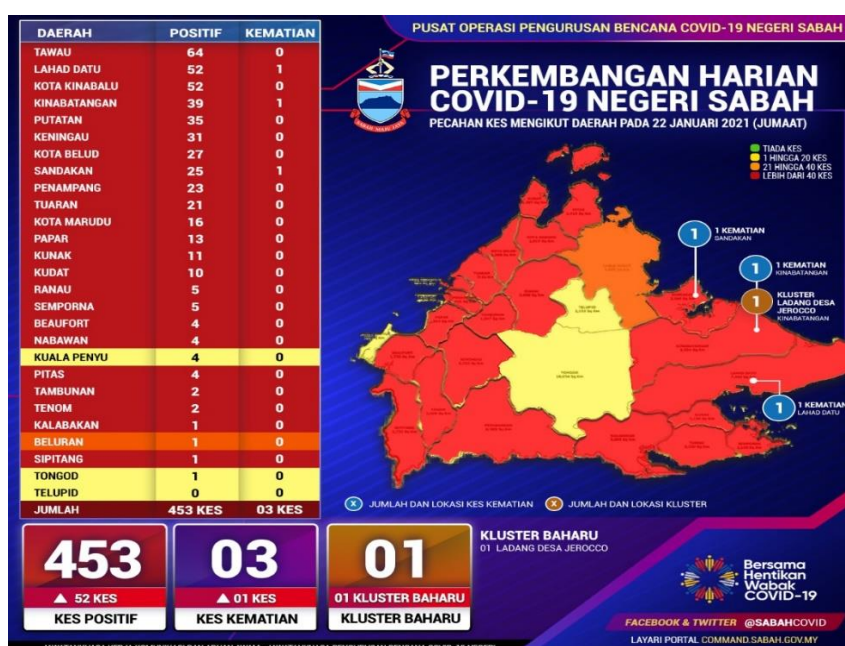 PUSAT OPERASI PENGURUSAN BENCANA COVID-19 NEGERI SABAH
PERKEMBANGAN HARIAN
COVID-19 NEGERI SABAH
PECAHAN KES MENGIKUT DAERAH PADA 22 JANUARI 2021 (JUMAAT)
DAERAH POSITIF KEMATIAN
TAWAU 64 0
LAHAD DATU 52 1
KOTA KINABALU 52 0
KINABATANGAN 39 1
PUTATAN 35 0
KENINGAU 31 0
KOTA BELUD 27 0
SANDAKAN 25 1
PENAMPANG 23 0
TUARAN 21 0
KOTA MARUDU 16 0
PAPAR 13 0
KUNAK 11 0
KUDAT 10 0
RANAU 5 0
SEMPORNA 5 0
BEAUFORT 4 0
NABAWAN 4 0
KUALA PENYU 4 0
PITAS 4 0
TAMBUNAN 2 0
TENOM 2 0
KALABAKAN 1 0
BELURAN 1 0
SIPITANG 1 0
TONGOD 1 0
TELUPID 0 0
JUMLAH 453 KES 03 KES
TIADA KES
1 HINGGA 20 KES
21 HINGGA 40 KES
LEBIH DARI 40 KES
1 1 KEMATIAN
SANDAKAN
1 1 KEMATIAN
KINABATANGAN
1 KLUSTER
LADANG DESA
JEROCCO
KINABATANGAN
1 1 KEMATIAN
LAHAD DATU
X JUMLAH DAN LOKASI KES KEMATIAN X JUMLAH DAN LOKASI KLUSTER
453
52 KES
KES POSITIF
03
01 KES
KES KEMATIAN
01
01 KLUSTER BAHARU
KLUSTER BAHARU
KLUSTER BAHARU
01 LADANG DESA JEROCCO
Bersama
Hentikan
Wabak
COVID-19
FACEBOOK & TWITTER @SABAHCOVID
LAYARI PORTAL COMMAND.SABAH.GOV.MY